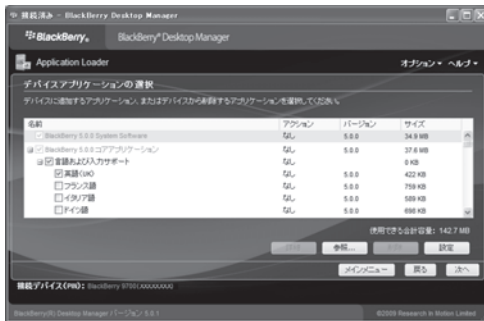 接続済み - BlackBerry Desktop Manager
BlackBerry® BlackBerry® Desktop Manager
Application Loader オプション ヘルプ
デバイスアプリケーションの選択
デバイスに追加するアプリケーション、またはデバイスから削除するアプリケーションを選択してください。
名前 アクション バージョン サイズ
BlackBerry 5.0.0 System Software なし 5.0.0 34.9 MB
BlackBerry 5.0.0 コアアプリケーション なし 5.0.0 37.6 MB
言語および入力サポート なし 0 KB
英語(UK) なし 5.0.0 422 KB
フランス語 なし 5.0.0 759 KB
イタリア語 なし 5.0.0 589 KB
ドイツ語 なし 5.0.0 698 KB
使用できる合計容量: 142.7 MB
詳細 参照... 削除 設定
メインメニュー 戻る 次へ
接続デバイス(PIN): BlackBerry 9700(XXXXXXXX)
BlackBerry(R) Desktop Manager バージョン 5.0.1 ©2009 Research In Motion Limited